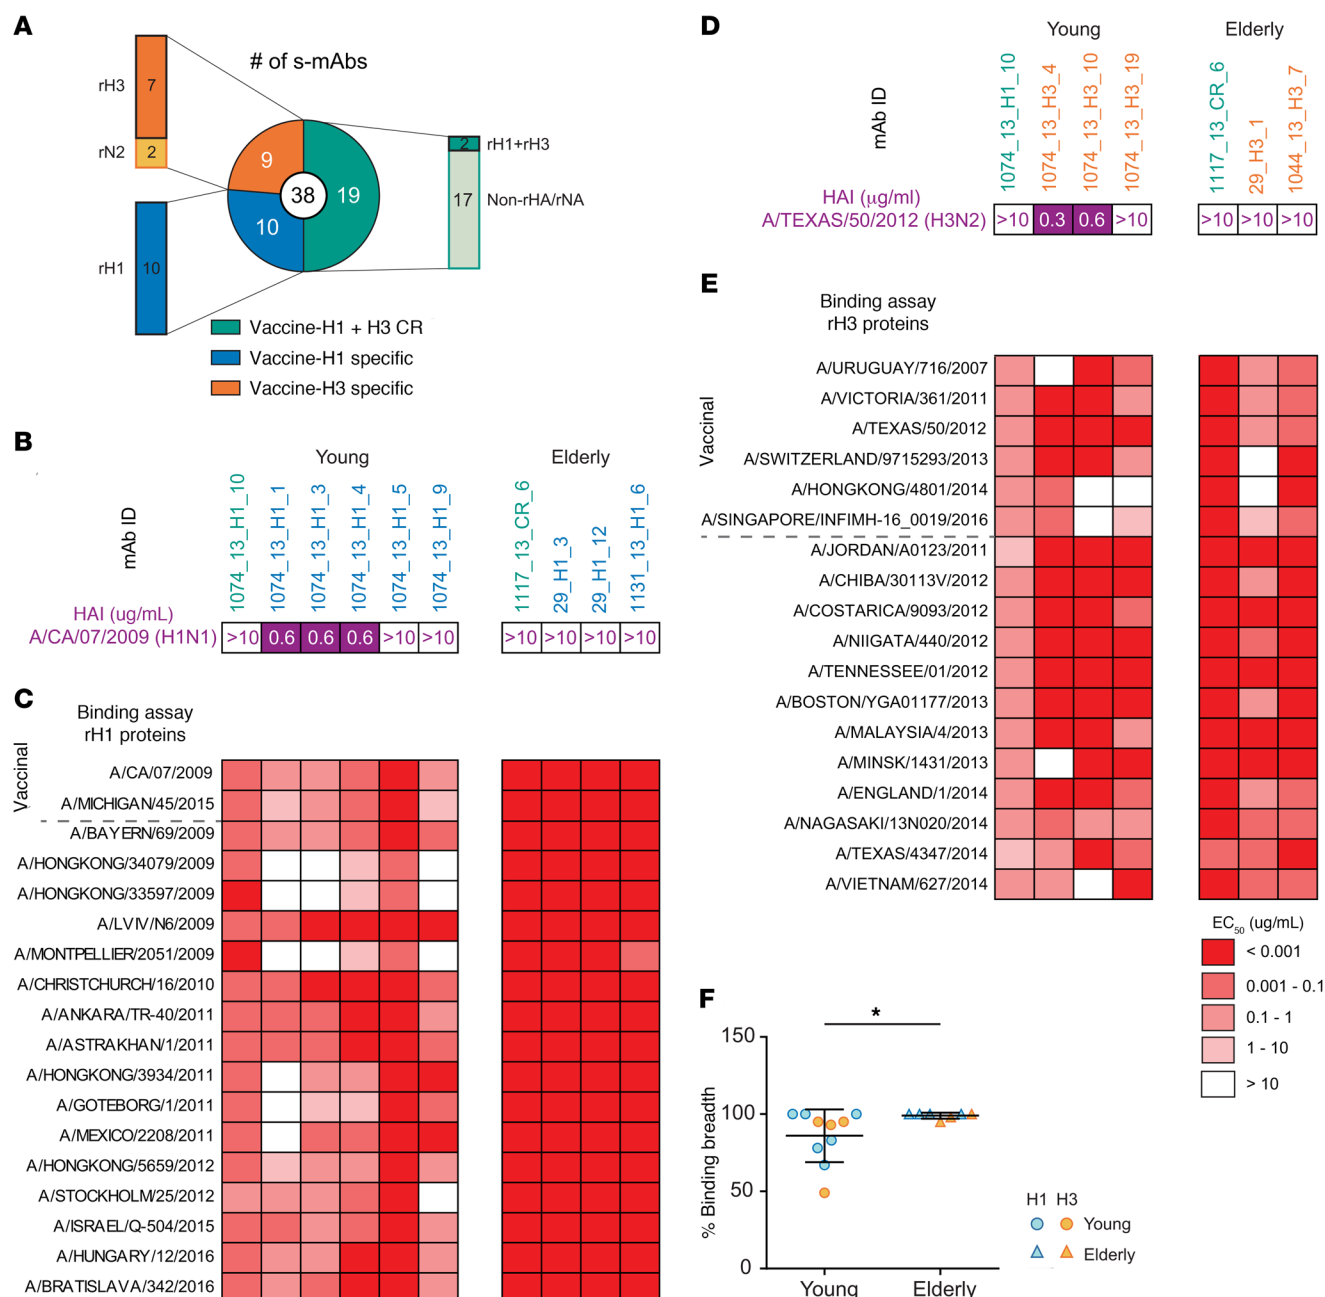 A
# of s-mAbs
rH3
7
rN2
2
9
38
19
10
rH1
10
2
rH1+rH3
17
Non-rHA/rNA
Vaccine-H1 + H3 CR
Vaccine-H1 specific
Vaccine-H3 specific
B
Young
Elderly
mAb ID
1074_13_H1_10
1074_13_H1_1
1074_13_H1_3
1074_13_H1_4
1074_13_H1_5
1074_13_H1_9
1117_13_CR_6
29_H1_3
29_H1_12
1131_13_H1_6
HAI (ug/mL)
A/CA/07/2009 (H1N1)
>10 0.6 0.6 0.6 >10 >10
>10 >10 >10 >10
C
Binding assay
rH1 proteins
Vaccinal
A/CA/07/2009
A/MICHIGAN/45/2015
A/BAYERN/69/2009
A/HONGKONG/34079/2009
A/HONGKONG/33597/2009
A/LVIV/N6/2009
A/MONTPELLIER/2051/2009
A/CHRISTCHURCH/16/2010
A/ANKARA/TR-40/2011
A/ASTRAKHAN/1/2011
A/HONGKONG/3934/2011
A/GOTEBORG/1/2011
A/MEXICO/2208/2011
A/HONGKONG/5659/2012
A/STOCKHOLM/25/2012
A/ISRAEL/Q-504/2015
A/HUNGARY/12/2016
A/BRATISLAVA/342/2016
D
Young
Elderly
mAb ID
1074_13_H1_10
1074_13_H3_4
1074_13_H3_10
1074_13_H3_19
1117_13_CR_6
29_H3_1
1044_13_H3_7
HAI (µg/ml)
A/TEXAS/50/2012 (H3N2)
>10 0.3 0.6 >10
>10 >10 >10
E
Binding assay
rH3 proteins
Vaccinal
A/URUGUAY/716/2007
A/VICTORIA/361/2011
A/TEXAS/50/2012
A/SWITZERLAND/9715293/2013
A/HONGKONG/4801/2014
A/SINGAPORE/INFIMH-16_0019/2016
A/JORDAN/A0123/2011
A/CHIBA/30113V/2012
A/COSTARICA/9093/2012
A/NIIGATA/440/2012
A/TENNESSEE/01/2012
A/BOSTON/YGA01177/2013
A/MALAYSIA/4/2013
A/MINSK/1431/2013
A/ENGLAND/1/2014
A/NAGASAKI/13N020/2014
A/TEXAS/4347/2014
A/VIETNAM/627/2014
EC50 (ug/mL)
< 0.001
0.001 - 0.1
0.1 - 1
1 - 10
> 10
F
% Binding breadth
150
100
50
0
*
Young
Elderly
H1 H3
Young
Elderly